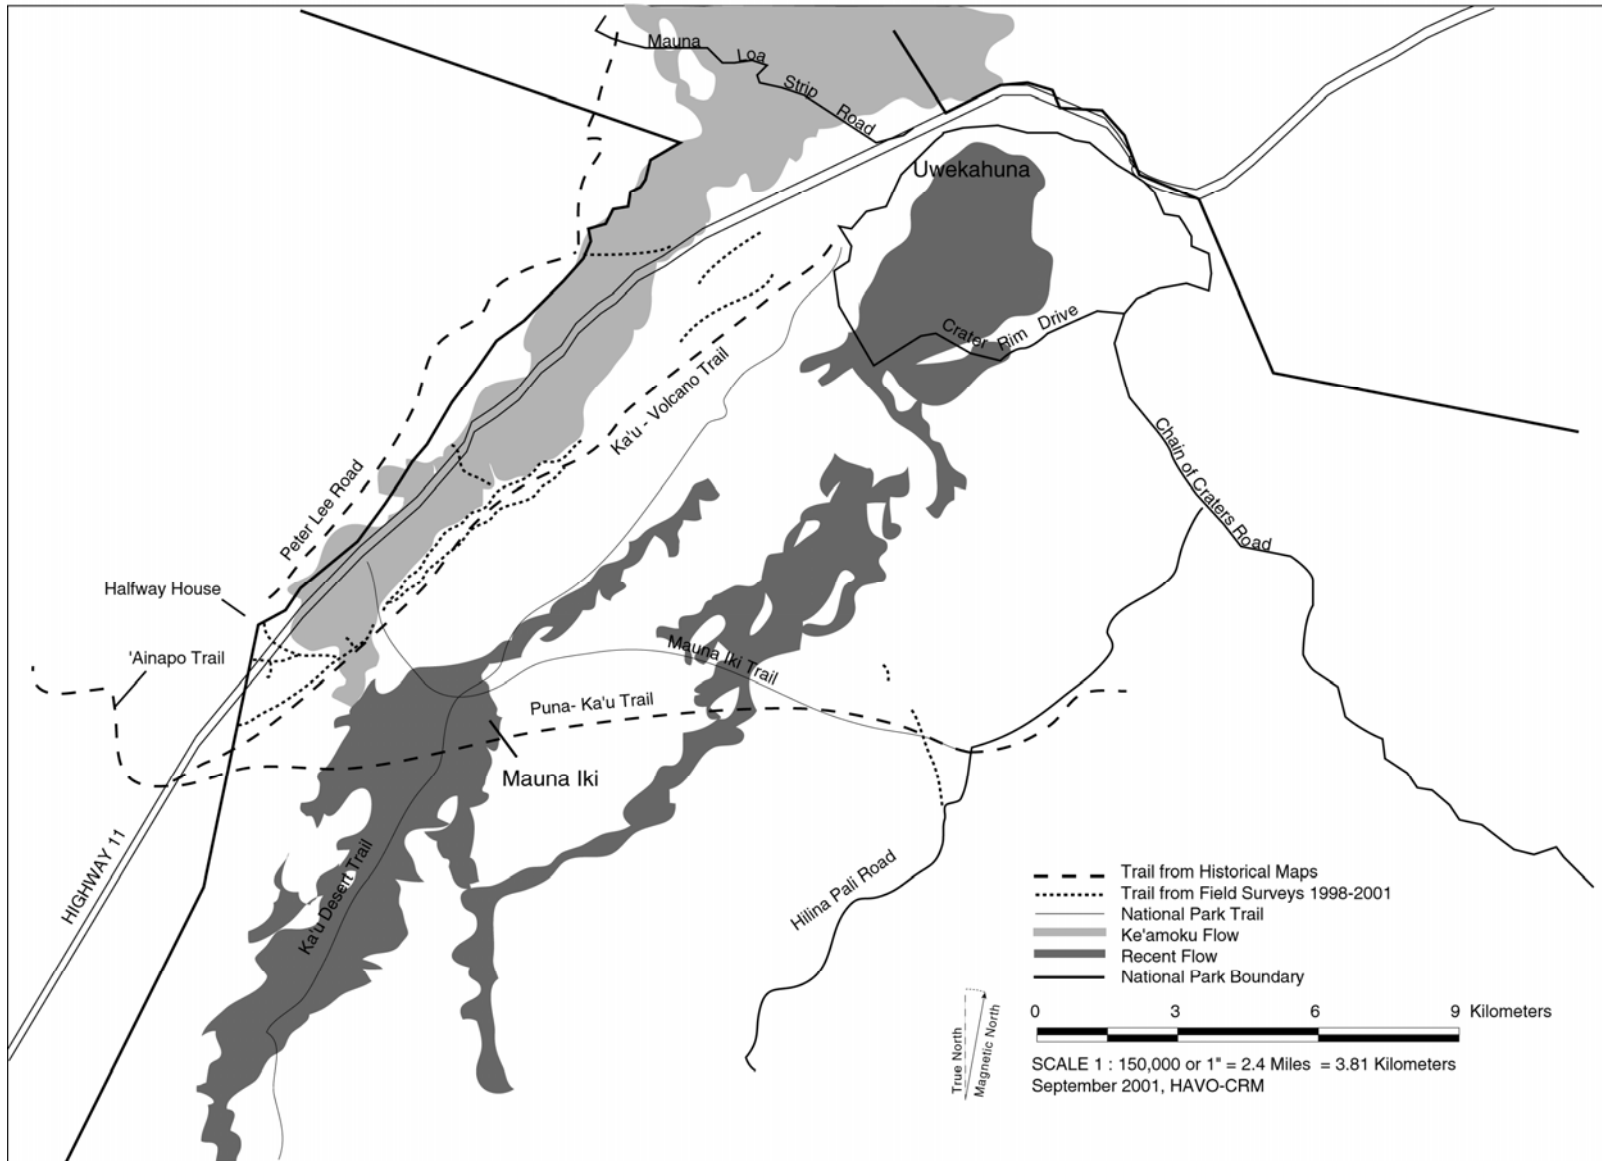 Mauna Loa Strip Road
Uwekahuna
Crater Rim Drive
Ka'u - Volcano Trail
Chain of Craters Road
Peter Lee Road
Halfway House
'Ainapo Trail
Mauna Iki Trail
Puna- Ka'u Trail
Mauna Iki
HIGHWAY 11
Ka'u Desert Trail
Hilina Pali Road
Trail from Historical Maps
Trail from Field Surveys 1998-2001
National Park Trail
Ke'amoku Flow
Recent Flow
National Park Boundary
0 3 6 9 Kilometers
True North
Magnetic North
SCALE 1 : 150,000 or 1" = 2.4 Miles = 3.81 Kilometers
September 2001, HAVO-CRM